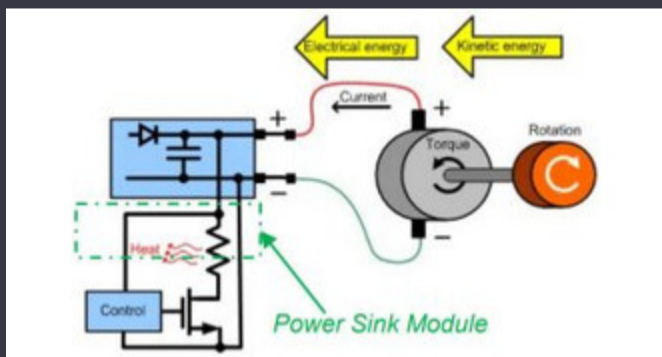 Electrical energy
Kinetic energy
Current
+
+
Rotation
Torque
−
−
Heat
Control
Power Sink Module